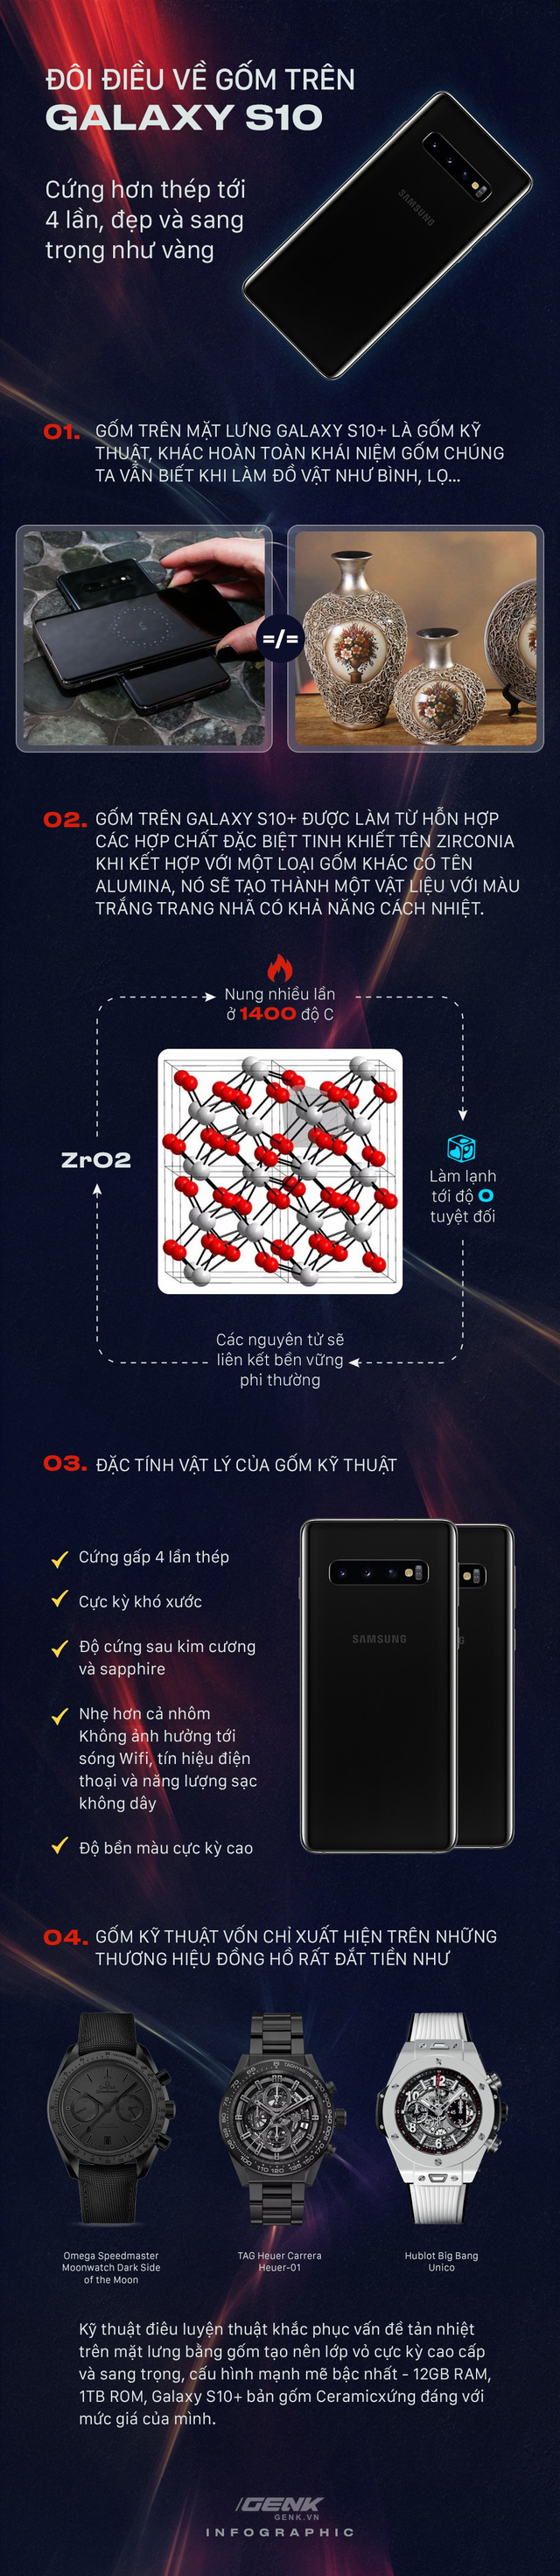 ĐÔI ĐIỀU VỀ GỐM TRÊN
GALAXY S10
Cứng hơn thép tới
4 lần, đẹp và sang
trọng như vàng
SAMSUNG
01. GỐM TRÊN MẶT LƯNG GALAXY S10+ LÀ GỐM KỸ
THUẬT, KHÁC HOÀN TOÀN KHÁI NIỆM GỐM CHÚNG
TA VẪN BIẾT KHI LÀM ĐỒ VẬT NHƯ BÌNH, LỌ...
=/=
02. GỐM TRÊN GALAXY S10+ ĐƯỢC LÀM TỪ HỖN HỢP
CÁC HỢP CHẤT ĐẶC BIỆT TINH KHIẾT TÊN ZIRCONIA
KHI KẾT HỢP VỚI MỘT LOẠI GỐM KHÁC CÓ TÊN
ALUMINA, NÓ SẼ TẠO THÀNH MỘT VẬT LIỆU VỚI MÀU
TRẮNG TRANG NHÃ CÓ KHẢ NĂNG CÁCH NHIỆT.
Nung nhiều lần
ở 1400 độ C
ZrO2
Làm lạnh
tới độ 0
tuyệt đối
Các nguyên tử sẽ
liên kết bền vững
phi thường
03. ĐẶC TÍNH VẬT LÝ CỦA GỐM KỸ THUẬT
Cứng gấp 4 lần thép
Cực kỳ khó xước
Độ cứng sau kim cương
và sapphire
Nhẹ hơn cả nhôm
Không ảnh hưởng tới
sóng Wifi, tín hiệu điện
thoại và năng lượng sạc
không dây
Độ bền màu cực kỳ cao
SAMSUNG
04. GỐM KỸ THUẬT VỐN CHỈ XUẤT HIỆN TRÊN NHỮNG
THƯƠNG HIỆU ĐỒNG HỒ RẤT ĐẮT TIỀN NHƯ
Omega Speedmaster
Moonwatch Dark Side
of the Moon
TAG Heuer Carrera
Heuer-01
Hublot Big Bang
Unico
Kỹ thuật điêu luyện thuật khắc phục vấn đề tản nhiệt
trên mặt lưng bằng gốm tạo nên lớp vỏ cực kỳ cao cấp
và sang trọng, cấu hình mạnh mẽ bậc nhất - 12GB RAM,
1TB ROM, Galaxy S10+ bản gốm Ceramicxứng đáng với
mức giá của mình.
GENK
GENK.VN
INFOGRAPHIC